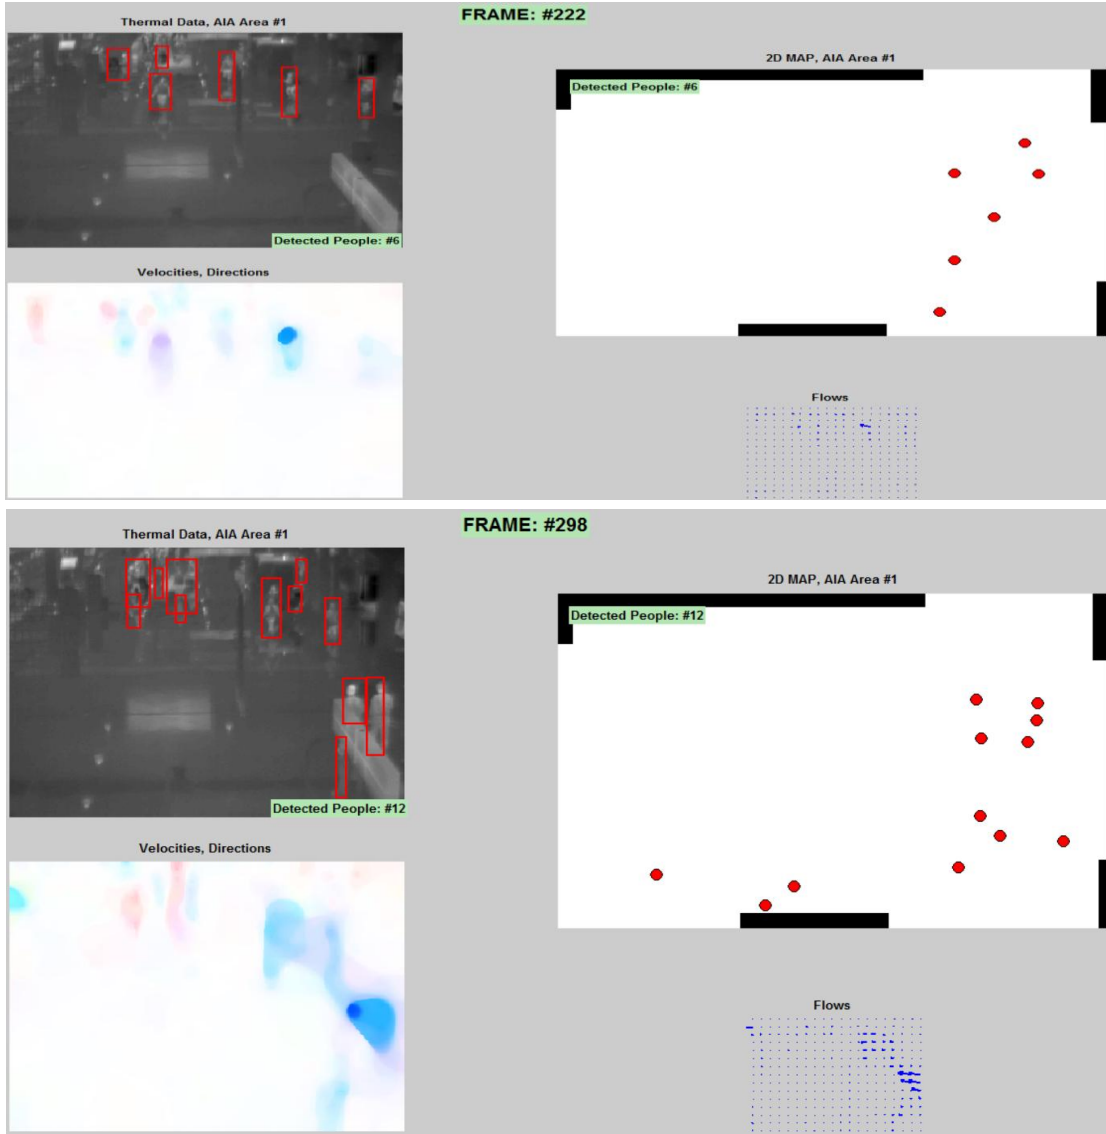 FRAME: #222
Thermal Data, AIA Area #1
Detected People: #6
2D MAP, AIA Area #1
Detected People: #6
Velocities, Directions
Flows
FRAME: #298
Thermal Data, AIA Area #1
Detected People: #12
2D MAP, AIA Area #1
Detected People: #12
Velocities, Directions
Flows